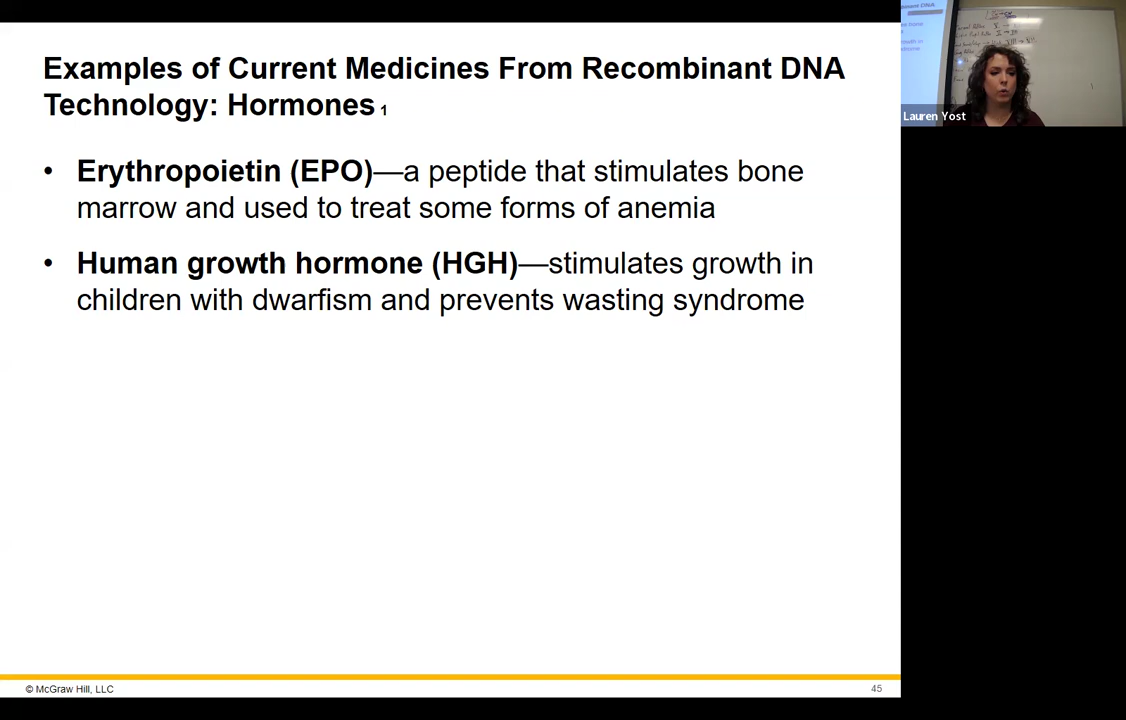 Examples of Current Medicines From Recombinant DNA
Technology: Hormones 1
• Erythropoietin (EPO)—a peptide that stimulates bone
marrow and used to treat some forms of anemia
• Human growth hormone (HGH)—stimulates growth in
children with dwarfism and prevents wasting syndrome
© McGraw Hill, LLC
45
DNA
Lauren Yost